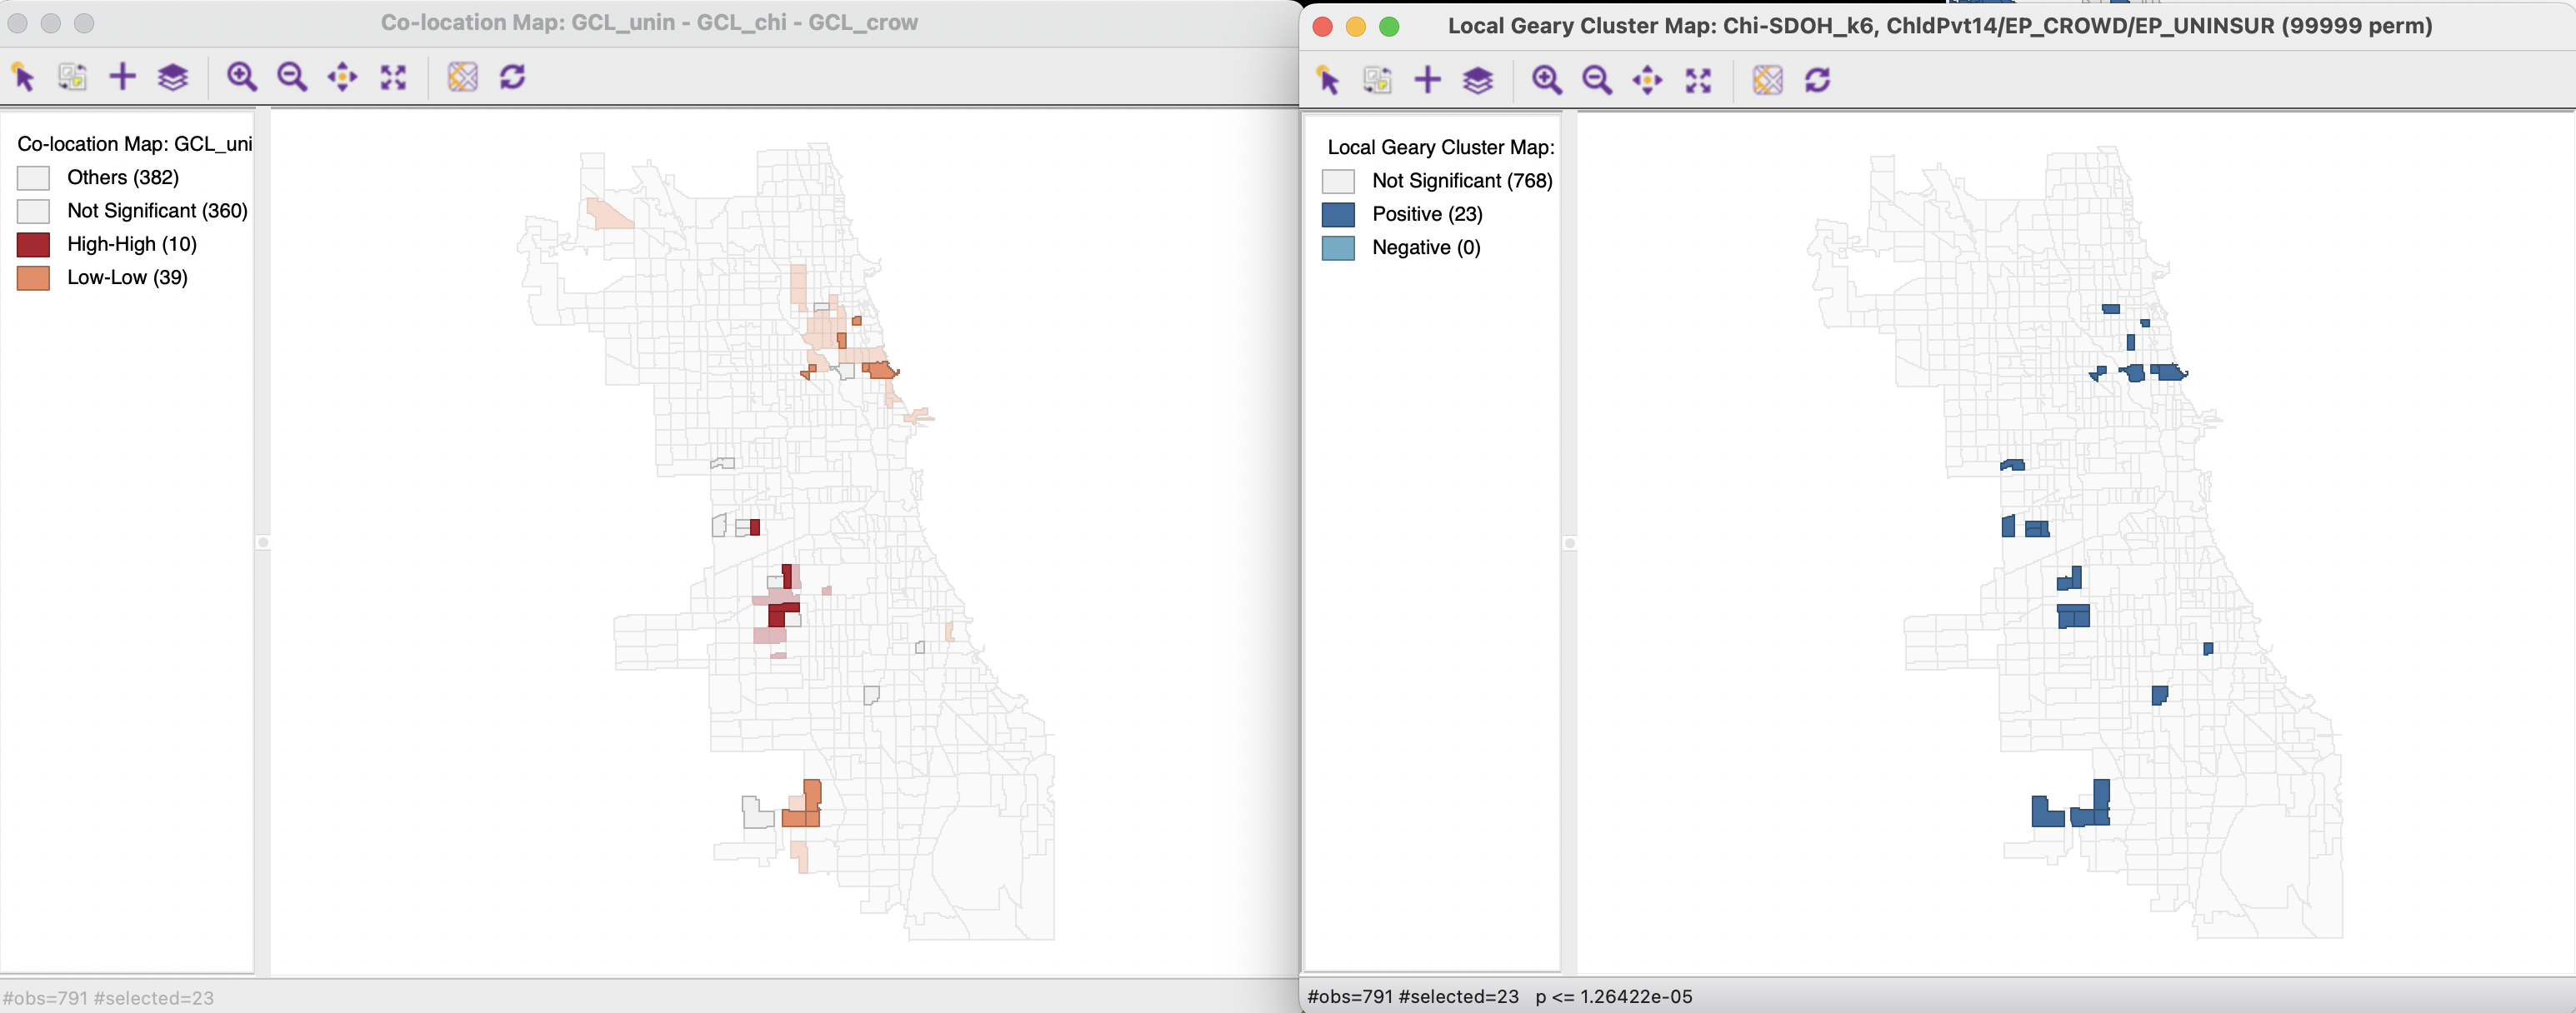 Co-location Map: GCL_unin - GCL_chi - GCL_crow
Co-location Map: GCL_uni
Others (382)
Not Significant (360)
High-High (10)
Low-Low (39)
#obs=791 #selected=23
Local Geary Cluster Map: Chi-SDOH_k6, ChldPvt14/EP_CROWD/EP_UNINSUR (99999 perm)
Local Geary Cluster Map:
Not Significant (768)
Positive (23)
Negative (0)
#obs=791 #selected=23 p <= 1.26422e-05